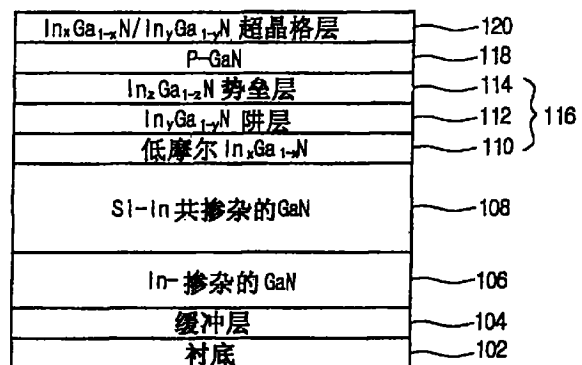 InxGa1-xN/InyGa1-yN 超晶格层 120
P-GaN 118
InzGa1-zN 势垒层 114
InyGa1-yN 阱层 112
116
低摩尔 InxGa1-xN 110
Si-In 共掺杂的GaN 108
In-掺杂的 GaN 106
缓冲层 104
衬底 102